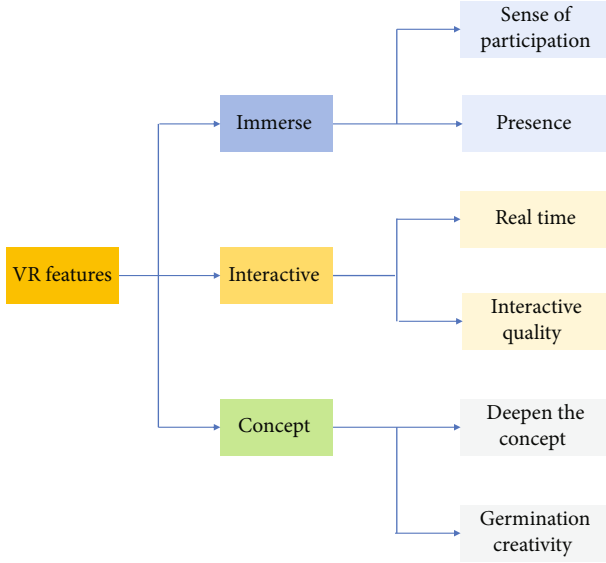 Sense of
participation
Immerse
Presence
Real time
VR features
Interactive
Interactive
quality
Concept
Deepen the
concept
Germination
creativity